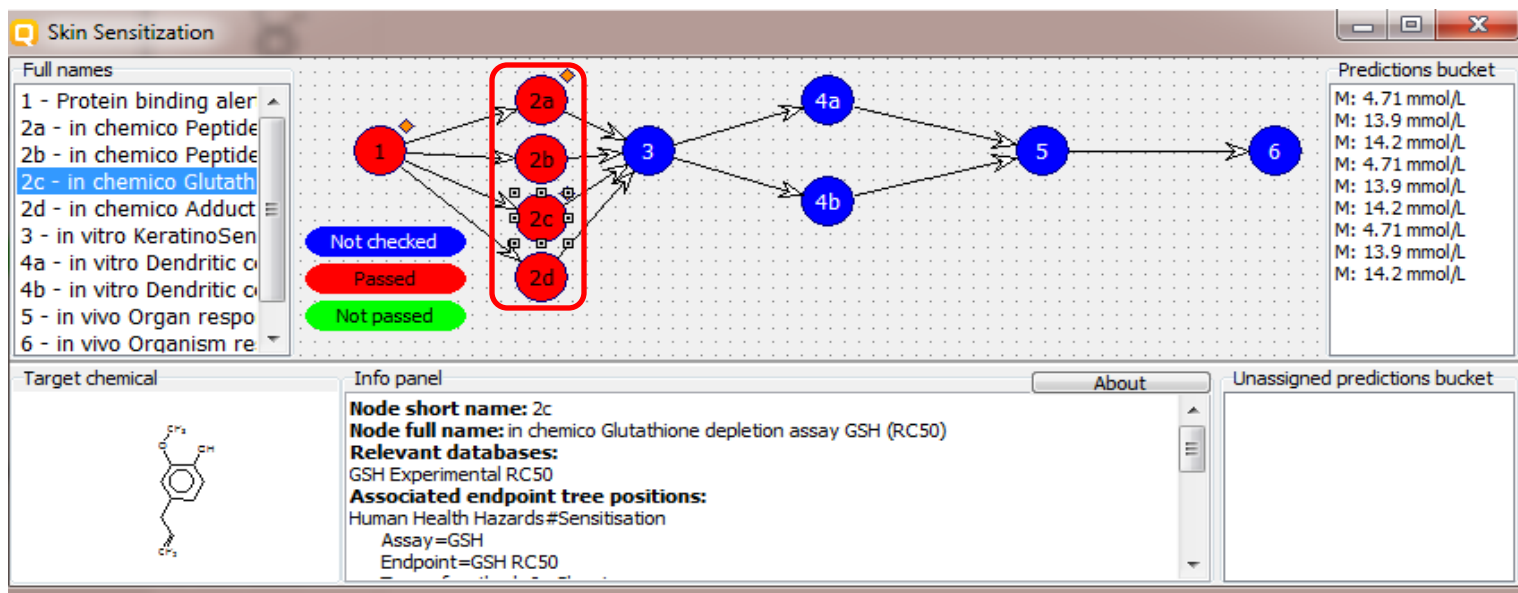 Skin Sensitization
Full names
1 - Protein binding aler
2a - in chemico Peptide
2b - in chemico Peptide
2c - in chemico Glutath
2d - in chemico Adduct
3 - in vitro KeratinoSen
4a - in vitro Dendritic c
4b - in vitro Dendritic c
5 - in vivo Organ respo
6 - in vivo Organism re
1
2a
2b
2c
2d
3
4a
4b
5
6
Not checked
Passed
Not passed
Predictions bucket
M: 4.71 mmol/L
M: 13.9 mmol/L
M: 14.2 mmol/L
M: 4.71 mmol/L
M: 13.9 mmol/L
M: 14.2 mmol/L
M: 4.71 mmol/L
M: 13.9 mmol/L
M: 14.2 mmol/L
Target chemical
CH₃
O
OH
CH₂
Info panel
About
Node short name: 2c
Node full name: in chemico Glutathione depletion assay GSH (RC50)
Relevant databases:
GSH Experimental RC50
Associated endpoint tree positions:
Human Health Hazards#Sensitisation
Assay=GSH
Endpoint=GSH RC50
Unassigned predictions bucket